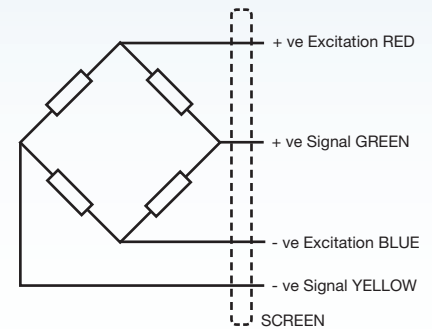 + ve Excitation RED
+ ve Signal GREEN
- ve Excitation BLUE
- ve Signal YELLOW
SCREEN